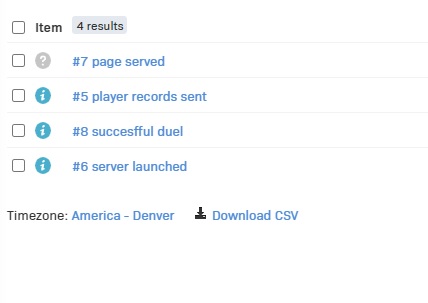 Item 4 results
#7 page served
#5 player records sent
#8 succesfful duel
#6 server launched
Timezone: America - Denver Download CSV